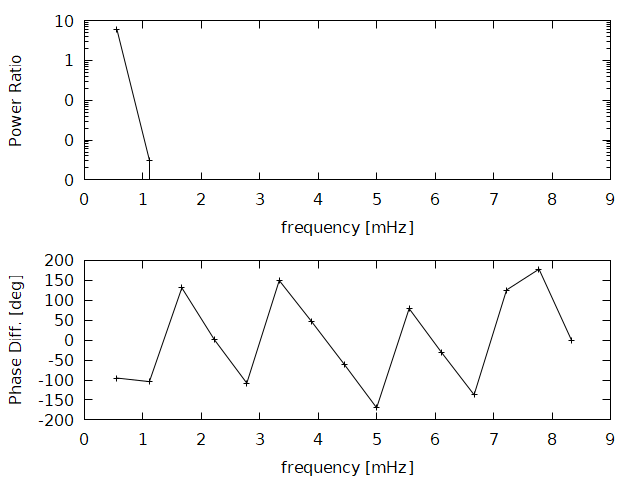 10
1
0
0
0
Power Ratio
0 1 2 3 4 5 6 7 8 9
frequency [mHz]
200
150
100
50
0
-50
-100
-150
-200
Phase Diff. [deg]
0 1 2 3 4 5 6 7 8 9
frequency [mHz]